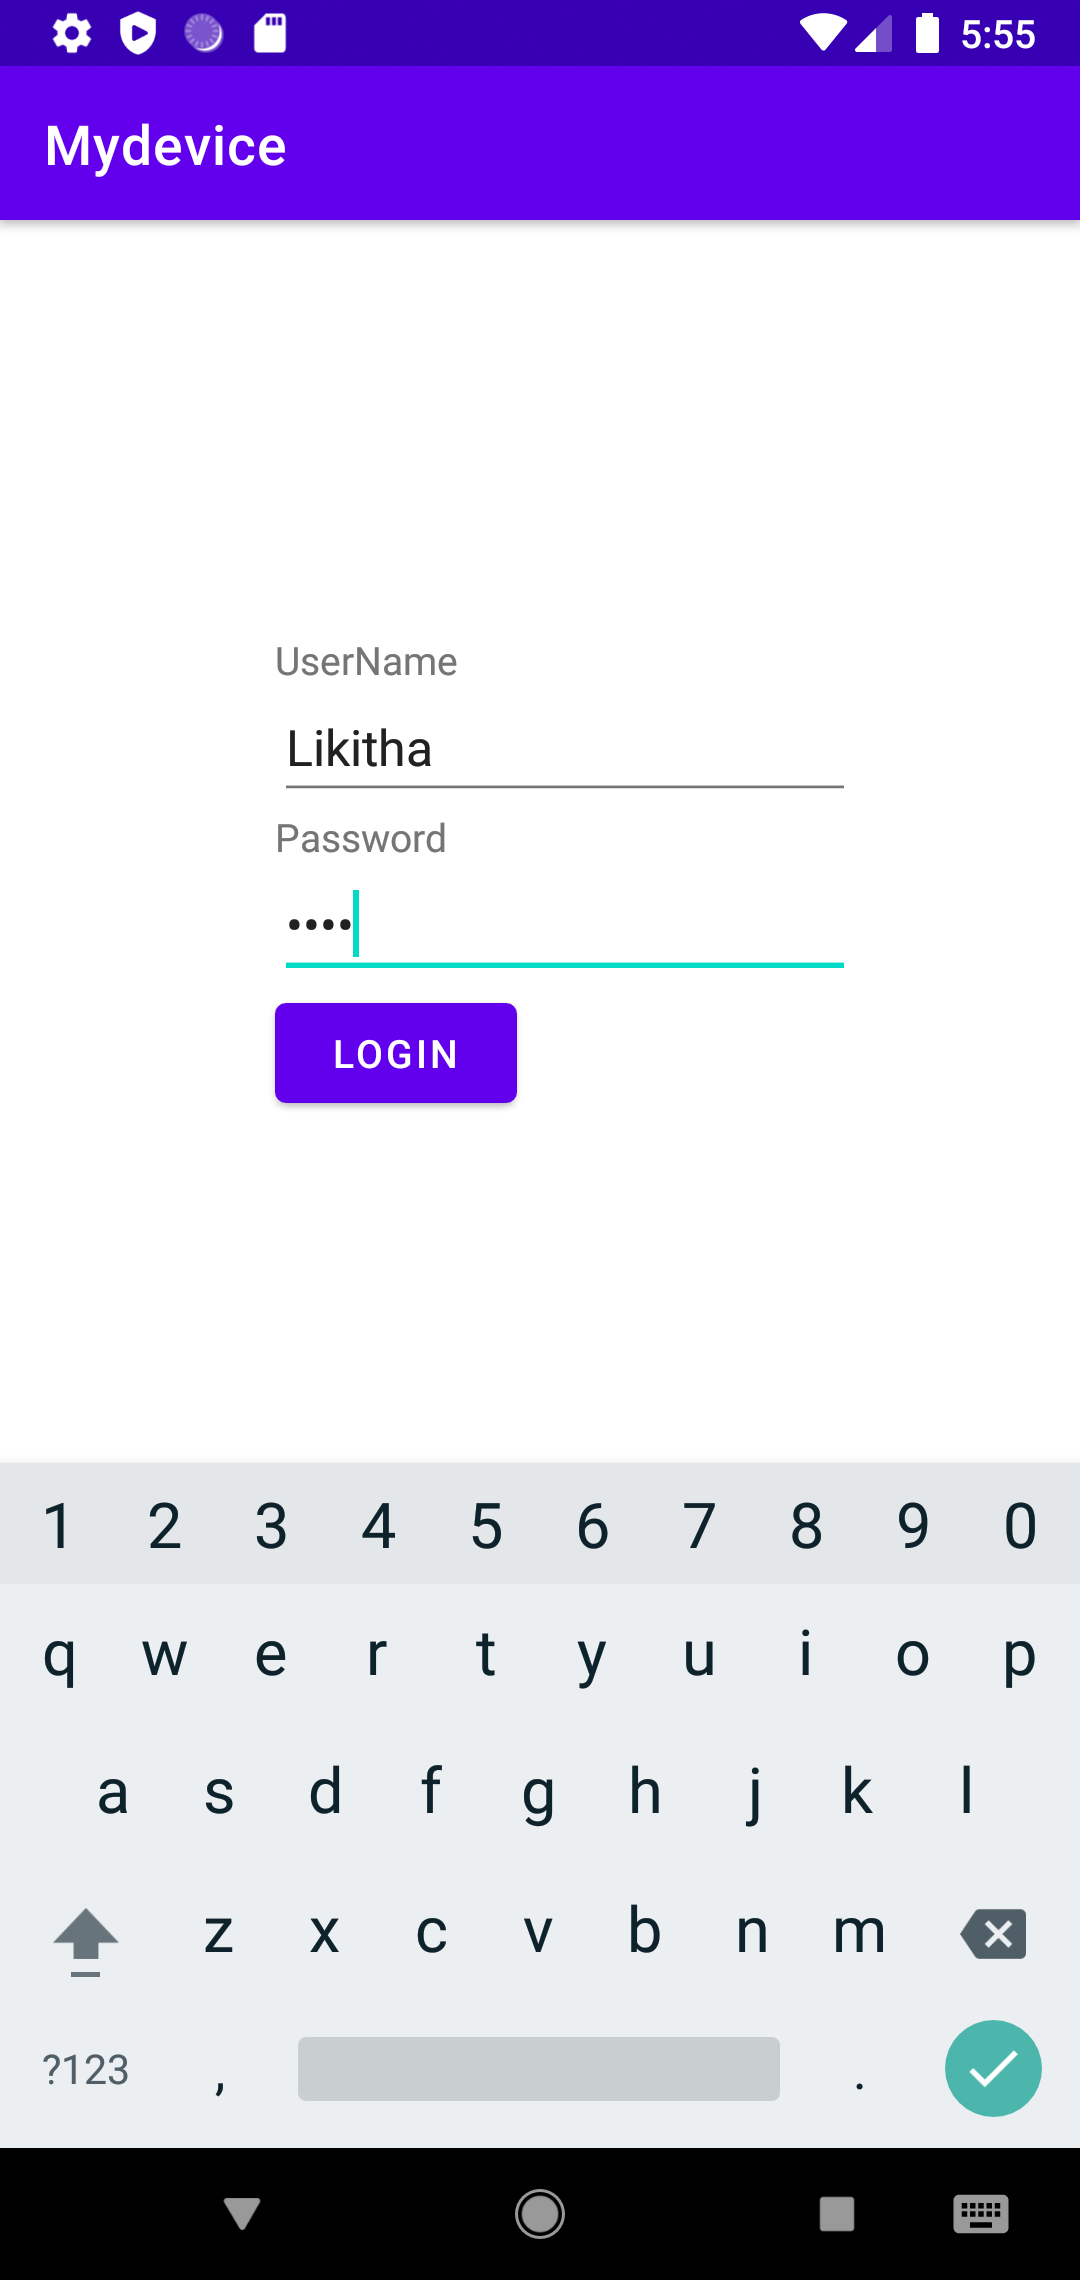 5:55
Mydevice
UserName
Likitha
Password
••••
LOGIN
1 2 3 4 5 6 7 8 9 0
q w e r t y u i o p
a s d f g h j k l
z x c v b n m
?123 , .